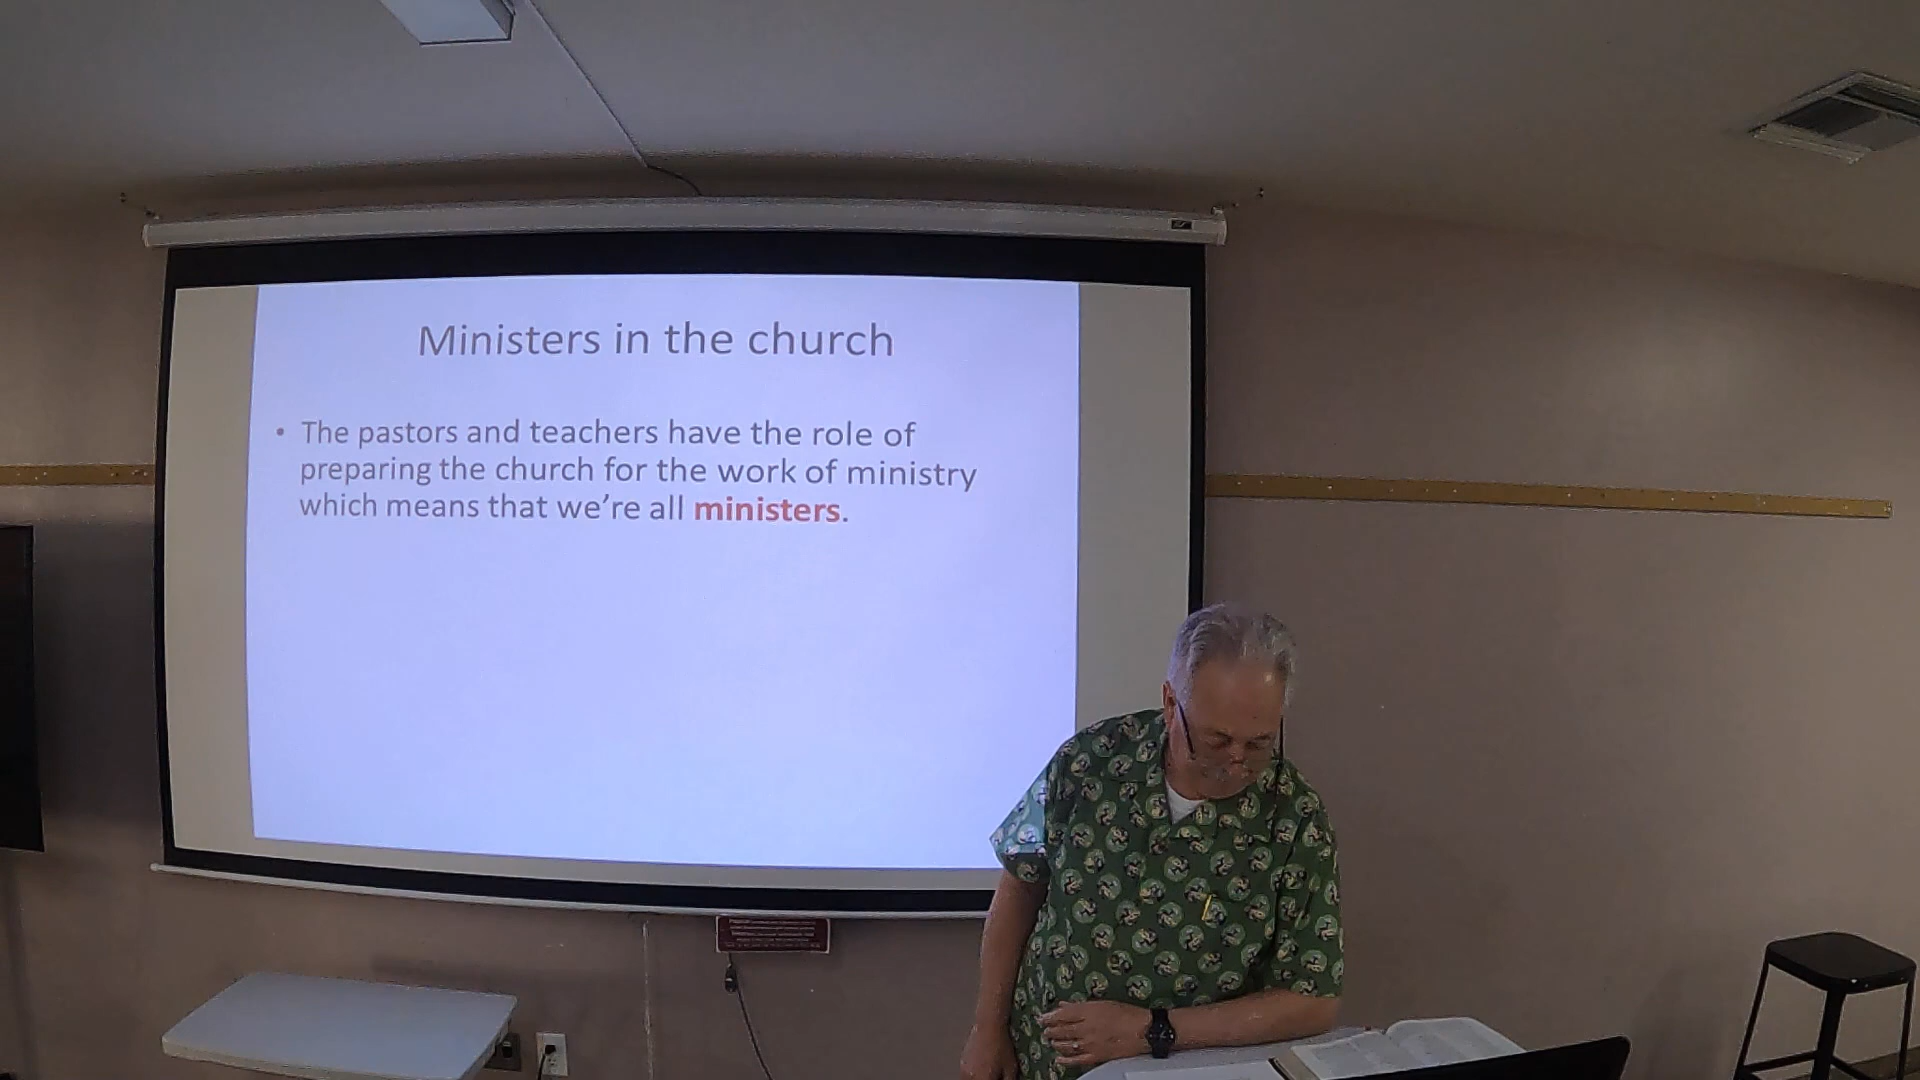 Ministers in the church
• The pastors and teachers have the role of
preparing the church for the work of ministry
which means that we’re all ministers.